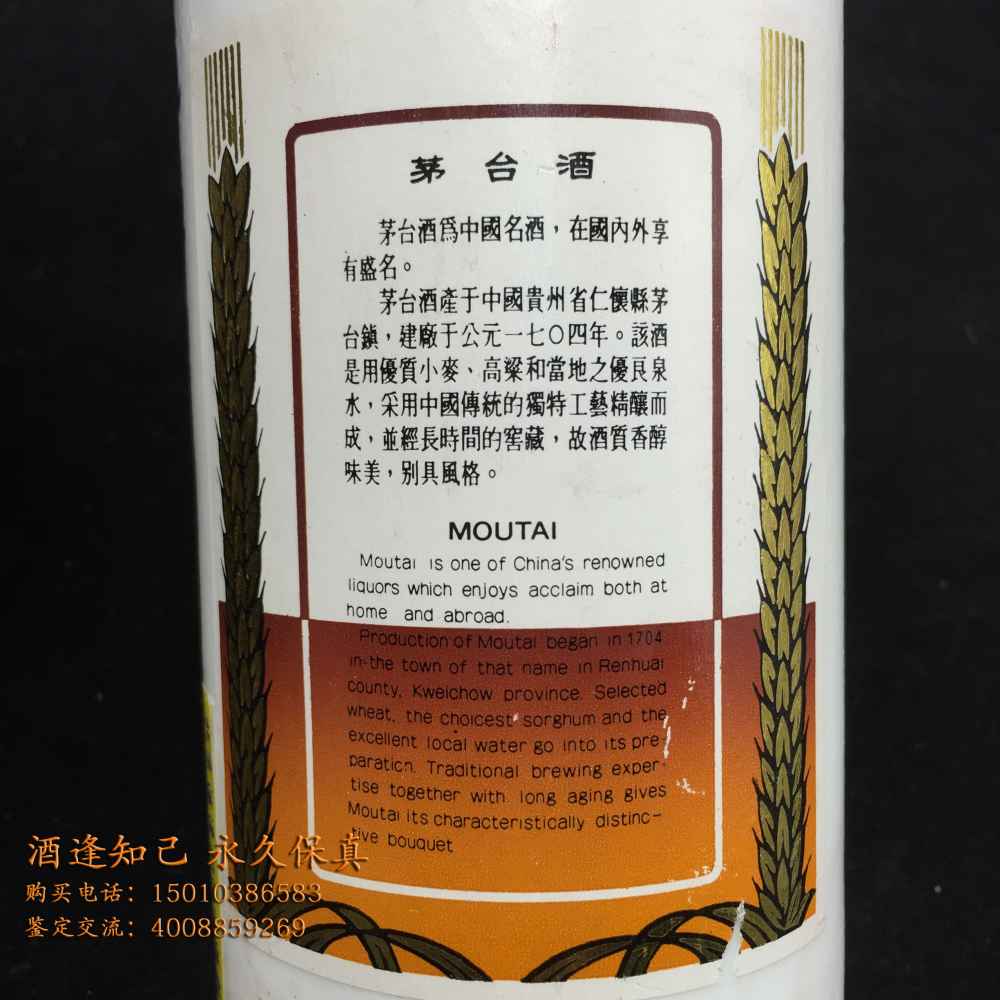 茅台酒
茅台酒爲中國名酒，在國內外享
有盛名。
茅台酒產于中國貴州省仁懷縣茅
台鎮，建廠于公元一七〇四年。該酒
是用優質小麥、高粱和當地之優良泉
水，采用中國傳統的獨特工藝精釀而
成，並經長時間的窖藏，故酒質香醇
味美，别具風格。
MOUTAI
Moutai is one of China's renowned
liquors which enjoys acclaim both at
home and abroad.
Production of Moutai began in 1704
in the town of that name in Renhuai
county, Kweichow province. Selected
wheat, the choicest sorghum and the
excellent local water go into its pre-
paration. Traditional brewing exper-
tise together with long aging gives
Moutai its characteristically distinc-
tive bouquet
酒逢知己 永久保真
购买电话：15010386583
鉴定交流：4008859269